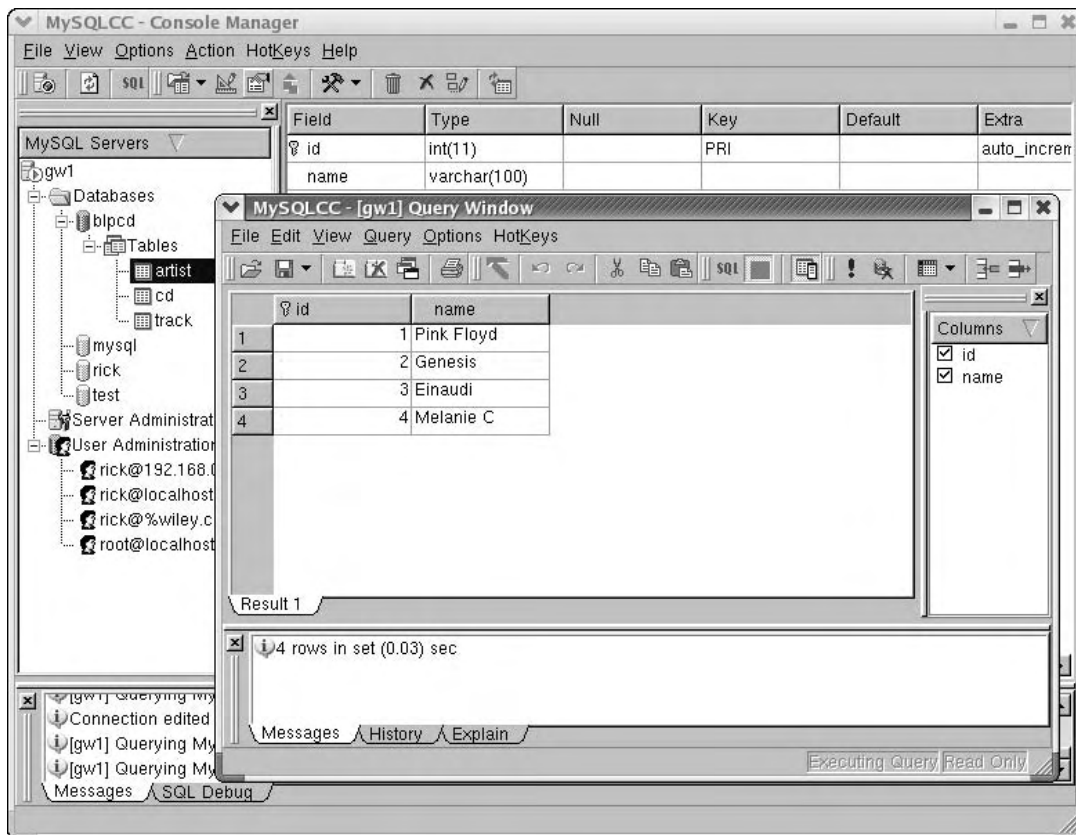 MySQLCC - Console Manager
File View Options Action HotKeys Help
SQL
MySQL Servers
gw1
Databases
blpcd
Tables
artist
cd
track
mysql
rick
test
Server Administrat
User Administration
rick@192.168.
rick@localhost
rick@%wiley.c
root@localhost
Field Type Null Key Default Extra
id int(11) PRI auto_increm
name varchar(100)
MySQLCC - [gw1] Query Window
File Edit View Query Options HotKeys
SQL
id name
1 1 Pink Floyd
2 2 Genesis
3 3 Einaudi
4 4 Melanie C
Columns
id
name
Result 1
4 rows in set (0.03) sec
Messages History Explain
Executing Query Read Only
[gw1] Querying My
Connection edited
[gw1] Querying My
[gw1] Querying My
Messages SQL Debug